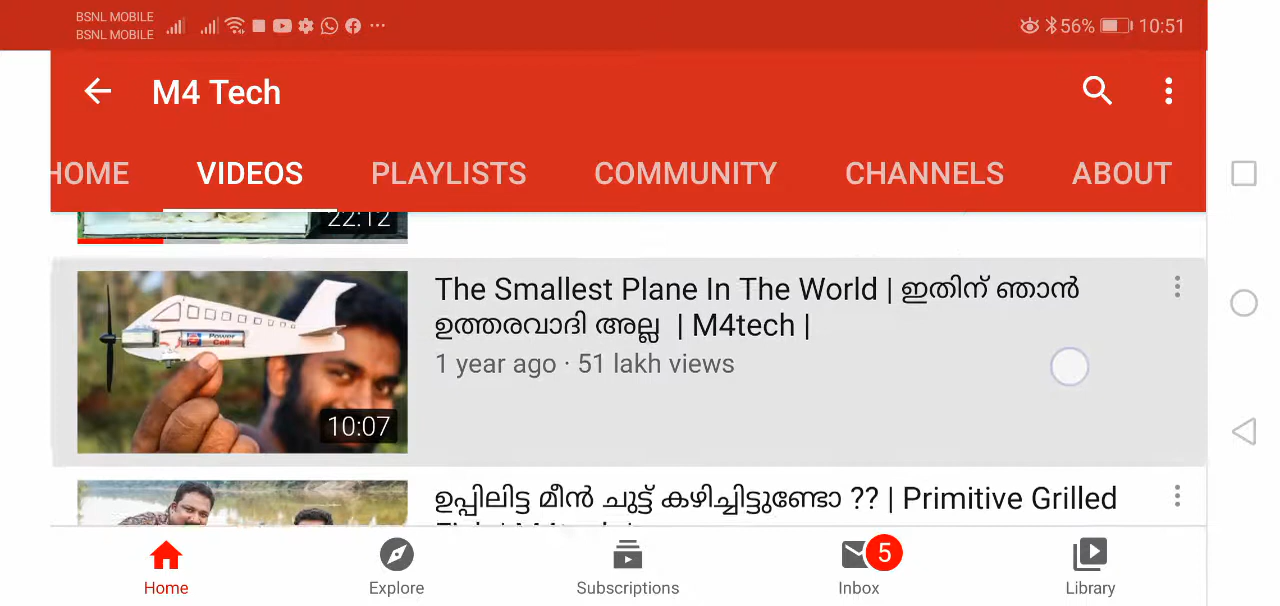 BSNL MOBILE
BSNL MOBILE
56% 10:51
M4 Tech
HOME VIDEOS PLAYLISTS COMMUNITY CHANNELS ABOUT
22:12
The Smallest Plane In The World | ഇതിന് ഞാൻ
ഉത്തരവാദി അല്ല | M4tech |
1 year ago · 51 lakh views
Power
Cell
10:07
ഉപ്പിലിട്ട മീൻ ചുട്ട് കഴിച്ചിട്ടുണ്ടോ ?? | Primitive Grilled
5
Home Explore Subscriptions Inbox Library